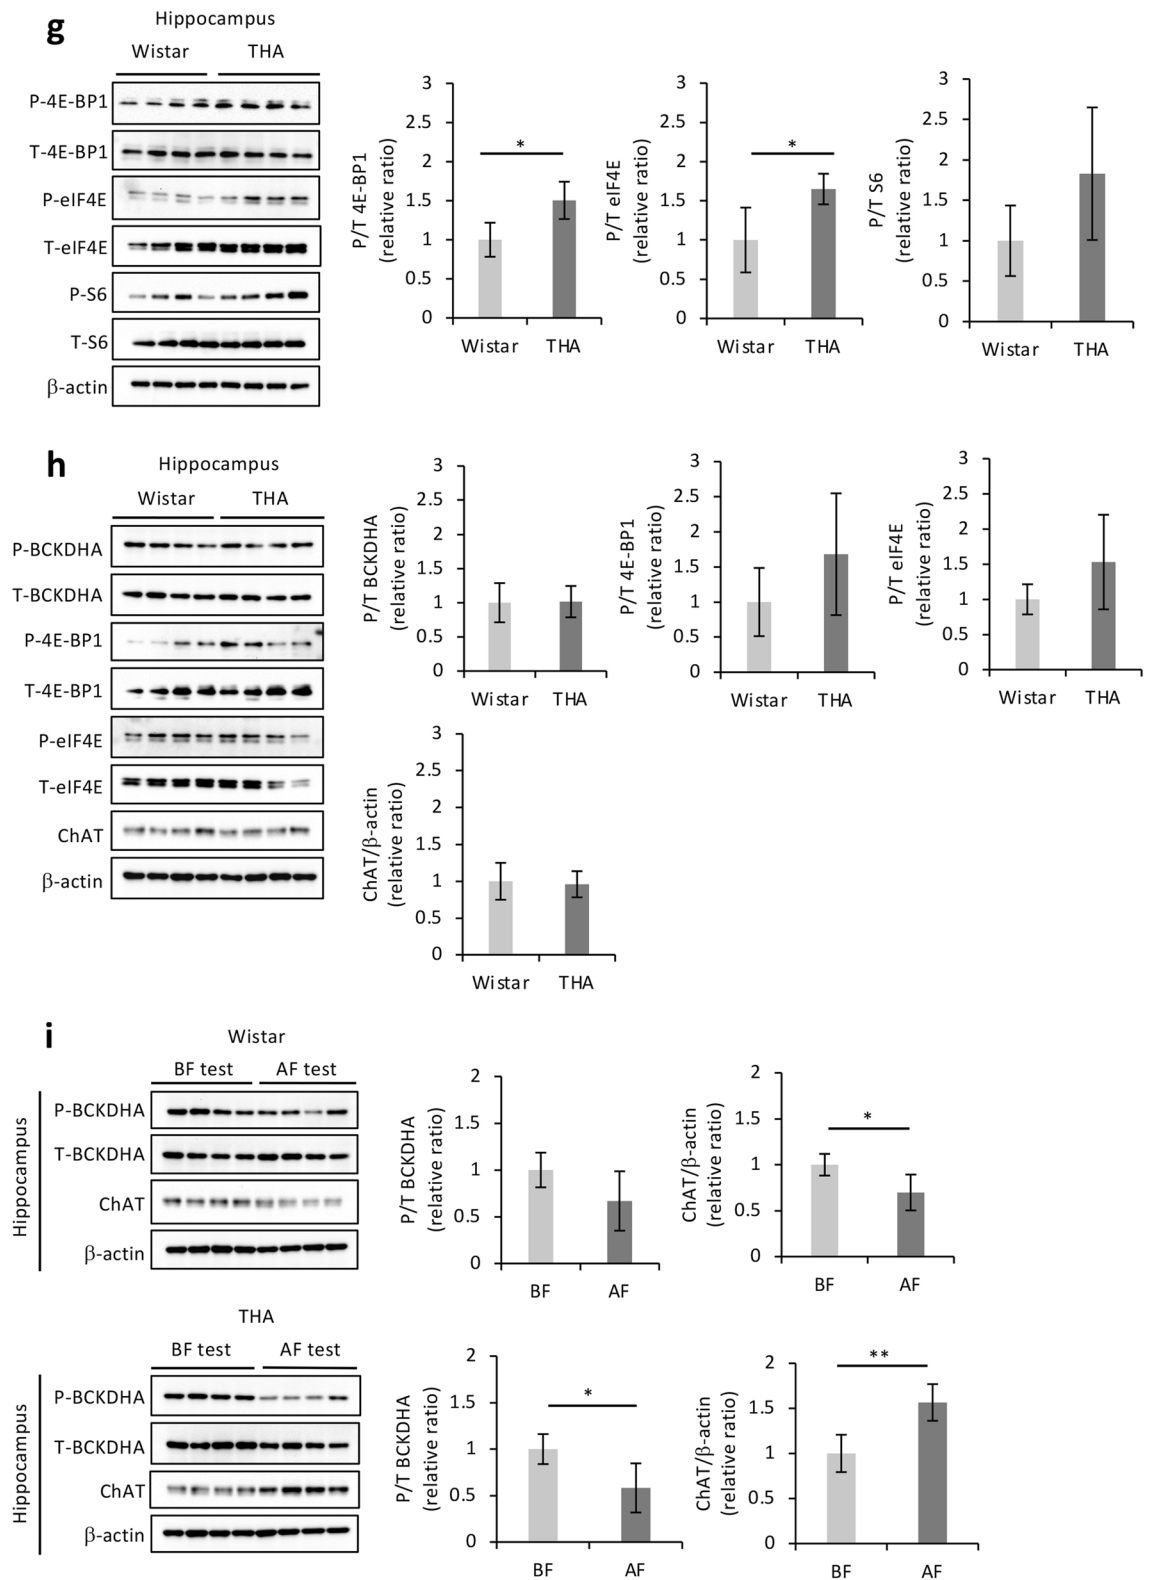 g
Hippocampus
Wistar THA
P-4E-BP1
T-4E-BP1
P-eIF4E
T-eIF4E
P-S6
T-S6
β-actin
P/T 4E-BP1
(relative ratio)
3
2.5
2
1.5
1
0.5
0
*
Wistar THA
P/T eIF4E
(relative ratio)
3
2.5
2
1.5
1
0.5
0
*
Wistar THA
P/T S6
(relative ratio)
3
2.5
2
1.5
1
0.5
0
Wistar THA
h
Hippocampus
Wistar THA
P-BCKDHA
T-BCKDHA
P-4E-BP1
T-4E-BP1
P-eIF4E
T-eIF4E
ChAT
β-actin
P/T BCKDHA
(relative ratio)
3
2.5
2
1.5
1
0.5
0
Wistar THA
P/T 4E-BP1
(relative ratio)
3
2.5
2
1.5
1
0.5
0
Wistar THA
P/T eIF4E
(relative ratio)
3
2.5
2
1.5
1
0.5
0
Wistar THA
ChAT/β-actin
(relative ratio)
3
2.5
2
1.5
1
0.5
0
Wistar THA
i
Wistar
BF test AF test
Hippocampus
P-BCKDHA
T-BCKDHA
ChAT
β-actin
P/T BCKDHA
(relative ratio)
2
1.5
1
0.5
0
BF AF
ChAT/β-actin
(relative ratio)
2
1.5
1
0.5
0
*
BF AF
THA
BF test AF test
Hippocampus
P-BCKDHA
T-BCKDHA
ChAT
β-actin
P/T BCKDHA
(relative ratio)
2
1.5
1
0.5
0
*
BF AF
ChAT/β-actin
(relative ratio)
2
1.5
1
0.5
0
**
BF AF